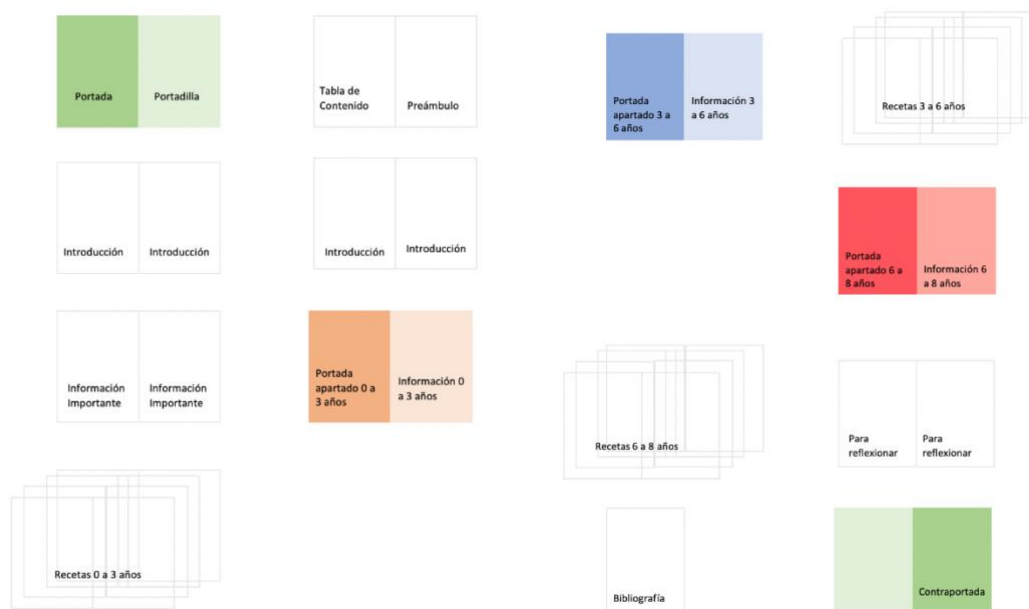 Portada
Portadilla
Tabla de
Contenido
Preámbulo
Introducción
Introducción
Introducción
Introducción
Información
Importante
Información
Importante
Portada
apartado 0 a
3 años
Información 0
a 3 años
Recetas 0 a 3 años
Portada
apartado 3 a
6 años
Información 3
a 6 años
Recetas 3 a 6 años
Portada
apartado 6 a
8 años
Información 6
a 8 años
Recetas 6 a 8 años
Para
reflexionar
Para
reflexionar
Bibliografía
Contraportada